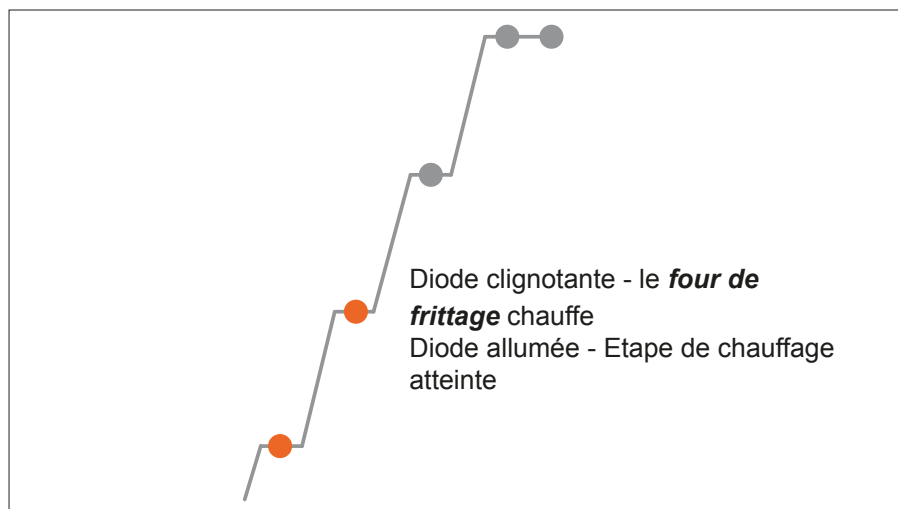 Diode clignotante - le four de
frittage chauffe
Diode allumée - Etape de chauffage
atteinte